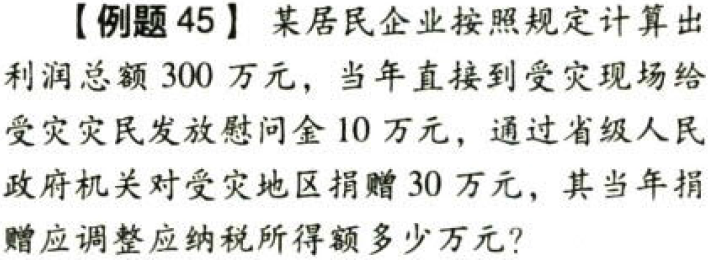 【例题 45】 某居民企业按照规定计算出
利润总额 300 万元，当年直接到受灾现场给
受灾灾民发放慰问金 10 万元，通过省级人民
政府机关对受灾地区捐赠 30 万元，其当年捐
赠应调整应纳税所得额多少万元？